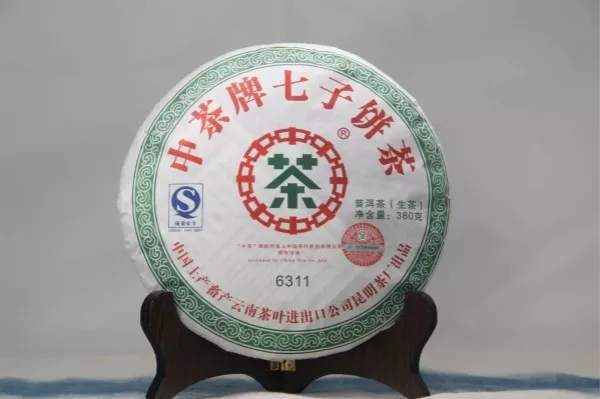 中茶牌七子饼茶
®
茶
普洱茶（生茶）
净含量：380克
6311
中国土产畜产云南茶叶进出口公司昆明茶厂出品